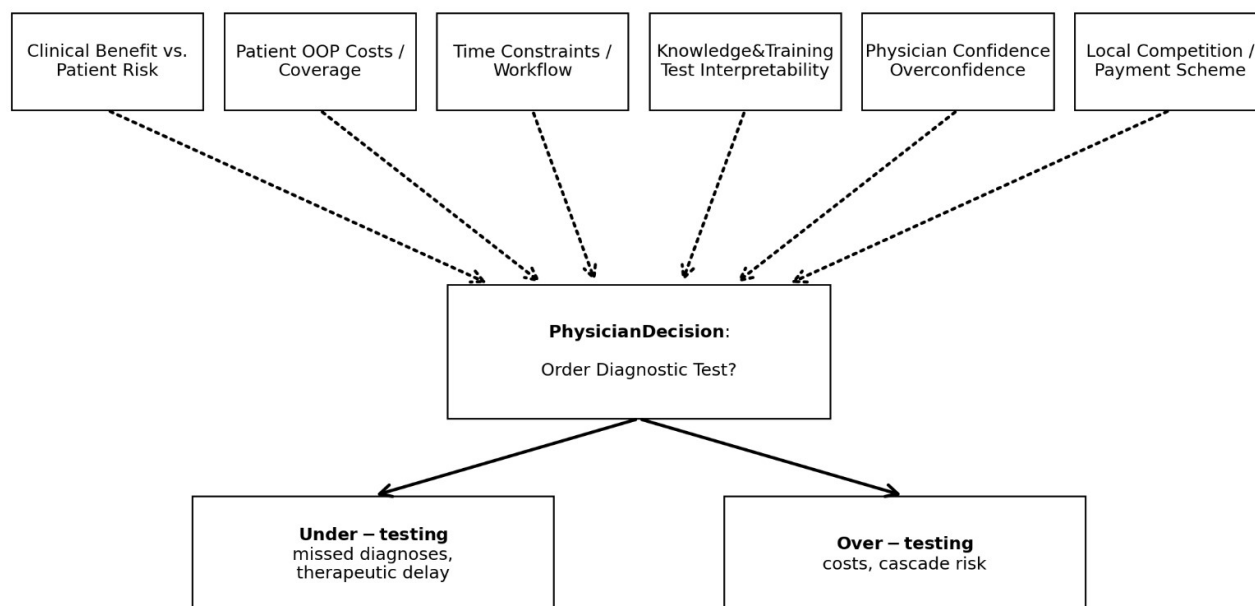 Clinical Benefit vs.
Patient Risk
Patient OOP Costs /
Coverage
Time Constraints /
Workflow
Knowledge&Training
Test Interpretability
Physician Confidence
Overconfidence
Local Competition /
Payment Scheme
PhysicianDecision:
Order Diagnostic Test?
Under − testing
missed diagnoses,
therapeutic delay
Over − testing
costs, cascade risk